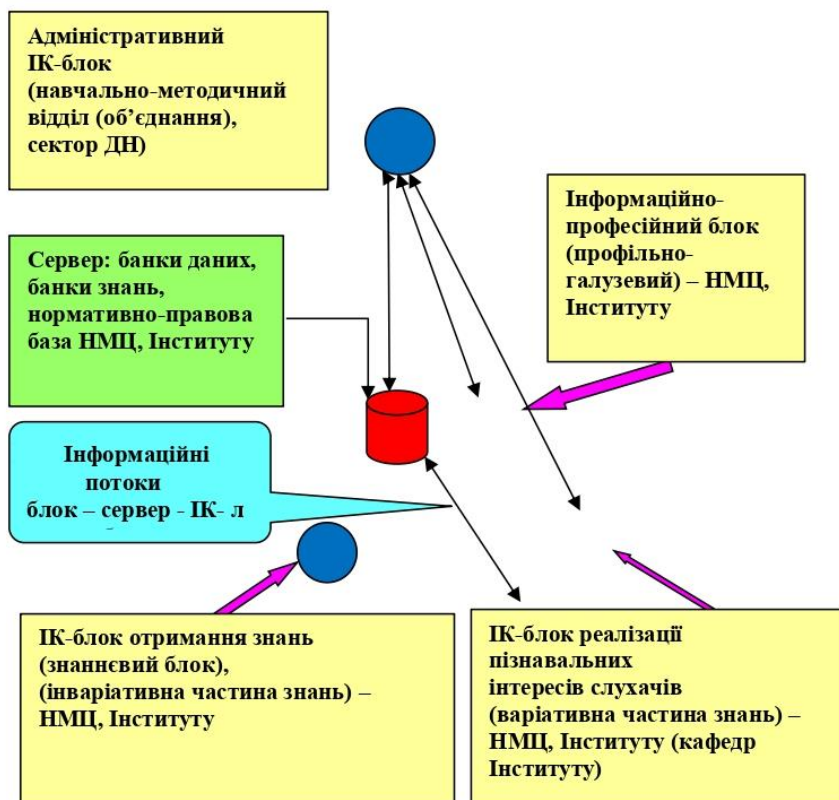 Адміністративний
ІК-блок
(навчально-методичний
відділ (об’єднання),
сектор ДН)
Інформаційно-
професійний блок
(профільно-
галузевий) – НМЦ,
Інституту
Сервер: банки даних,
банки знань,
нормативно-правова
база НМЦ, Інституту
Інформаційні
потоки
блок – сервер - ІК- л
ІК-блок отримання знань
(знаннєвий блок),
(інваріативна частина знань) –
НМЦ, Інституту
ІК-блок реалізації
пізнавальних
інтересів слухачів
(варіативна частина знань) –
НМЦ, Інституту (кафедр
Інституту)